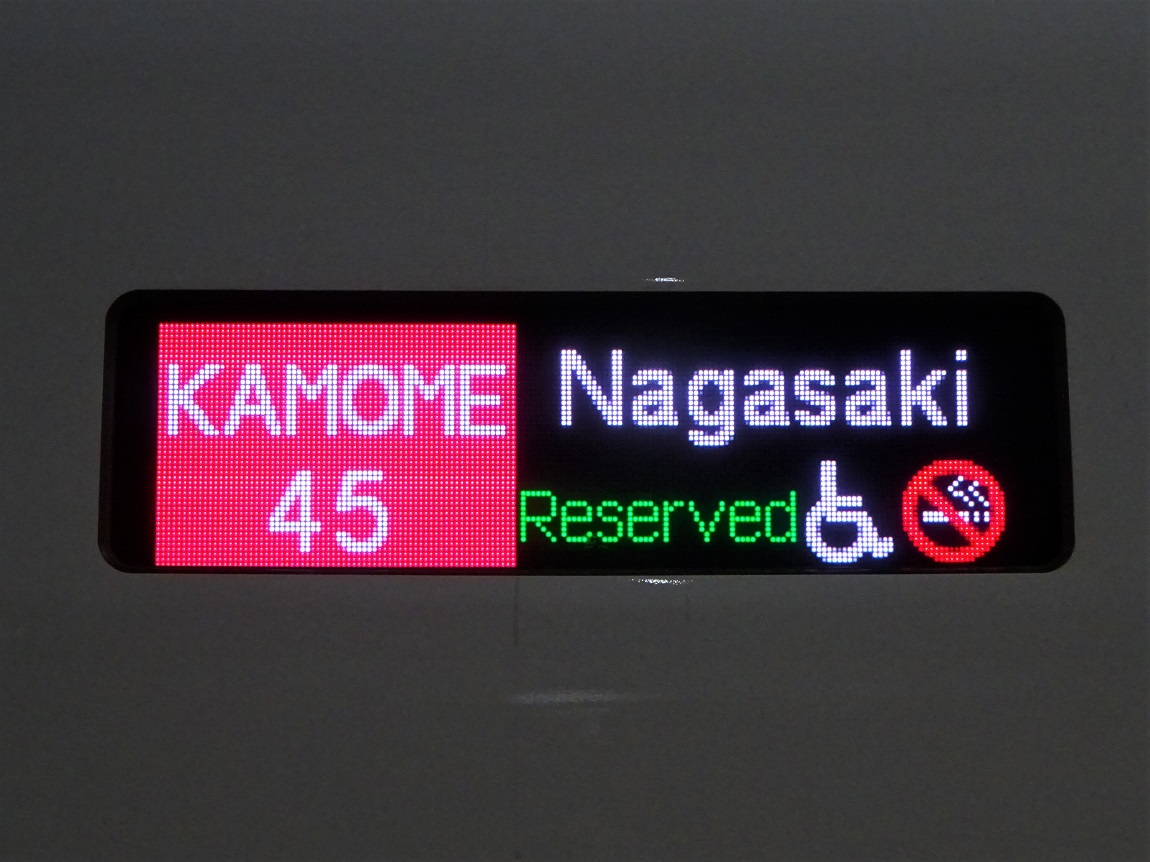 KAMOME
45
Nagasaki
Reserved